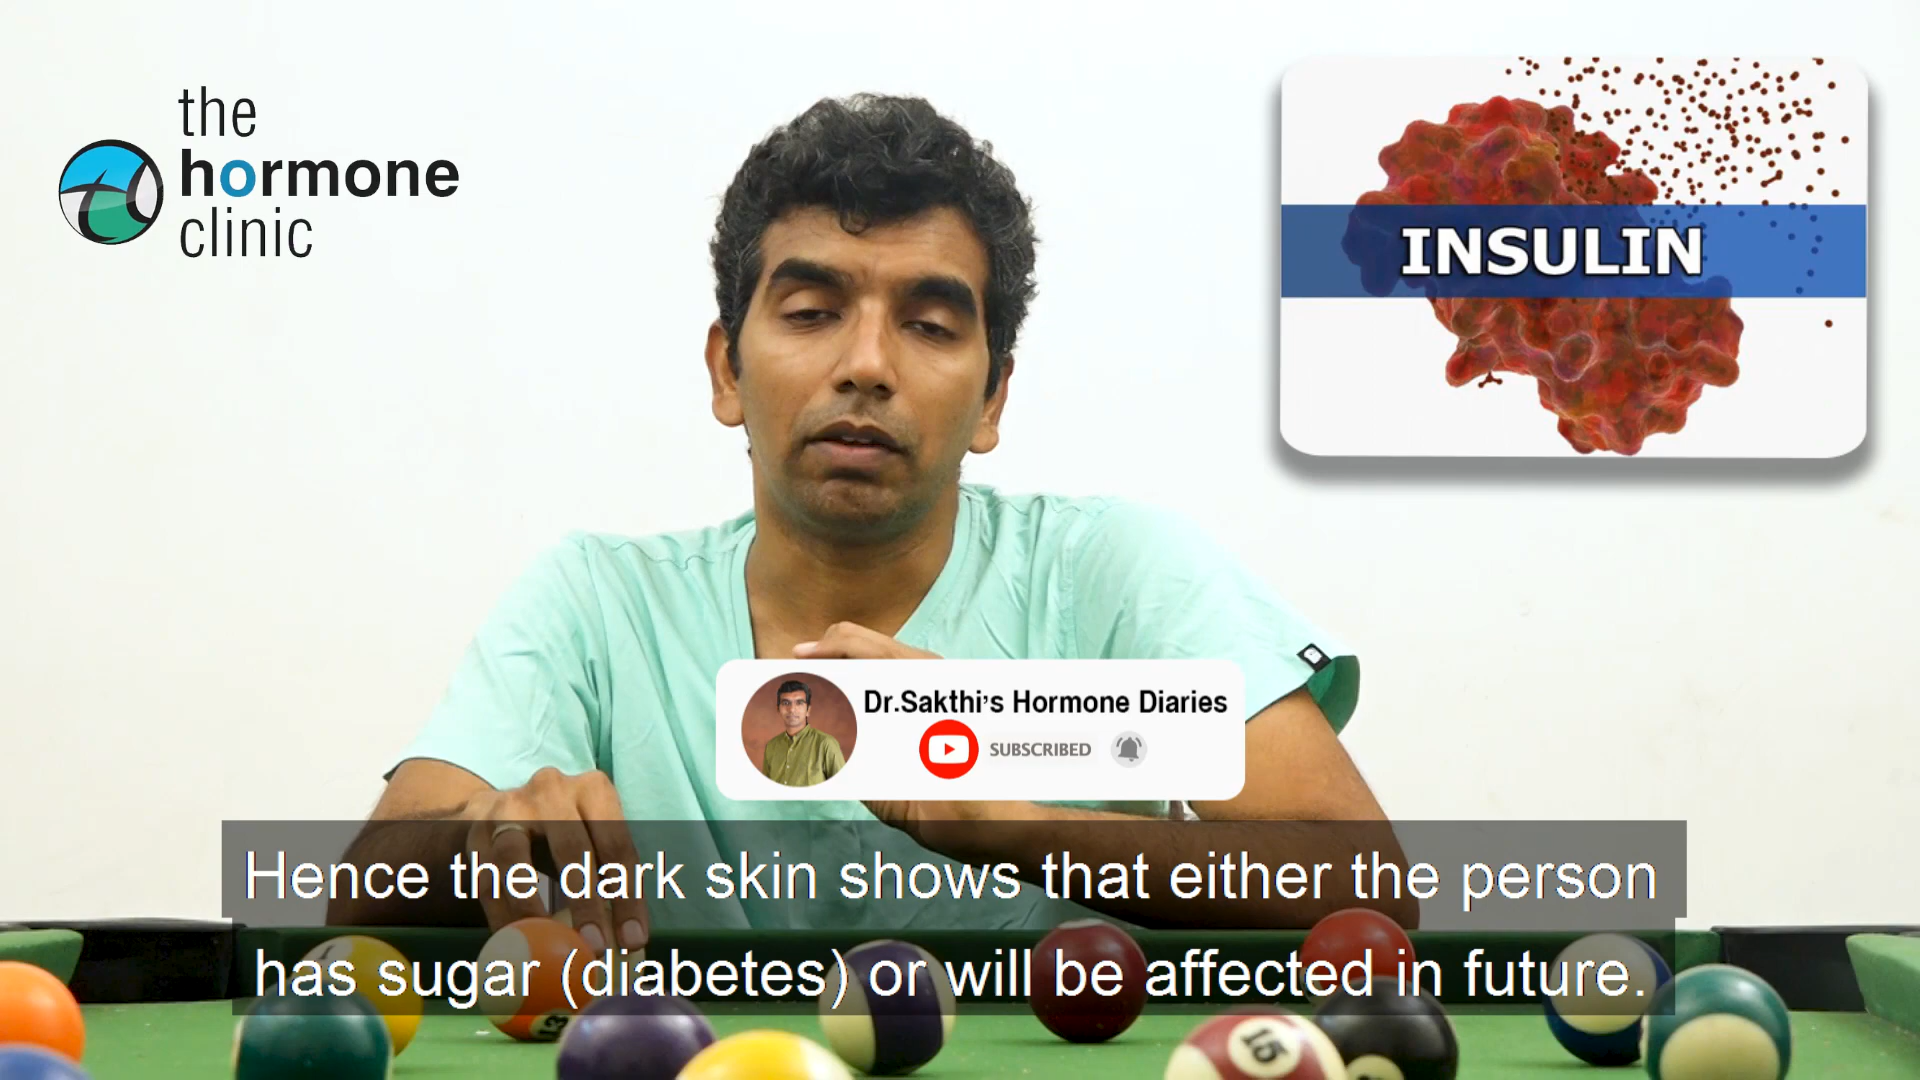 the
hormone
clinic
INSULIN
Dr.Sakthi's Hormone Diaries
SUBSCRIBED
Hence the dark skin shows that either the person
has sugar (diabetes) or will be affected in future.
13
15